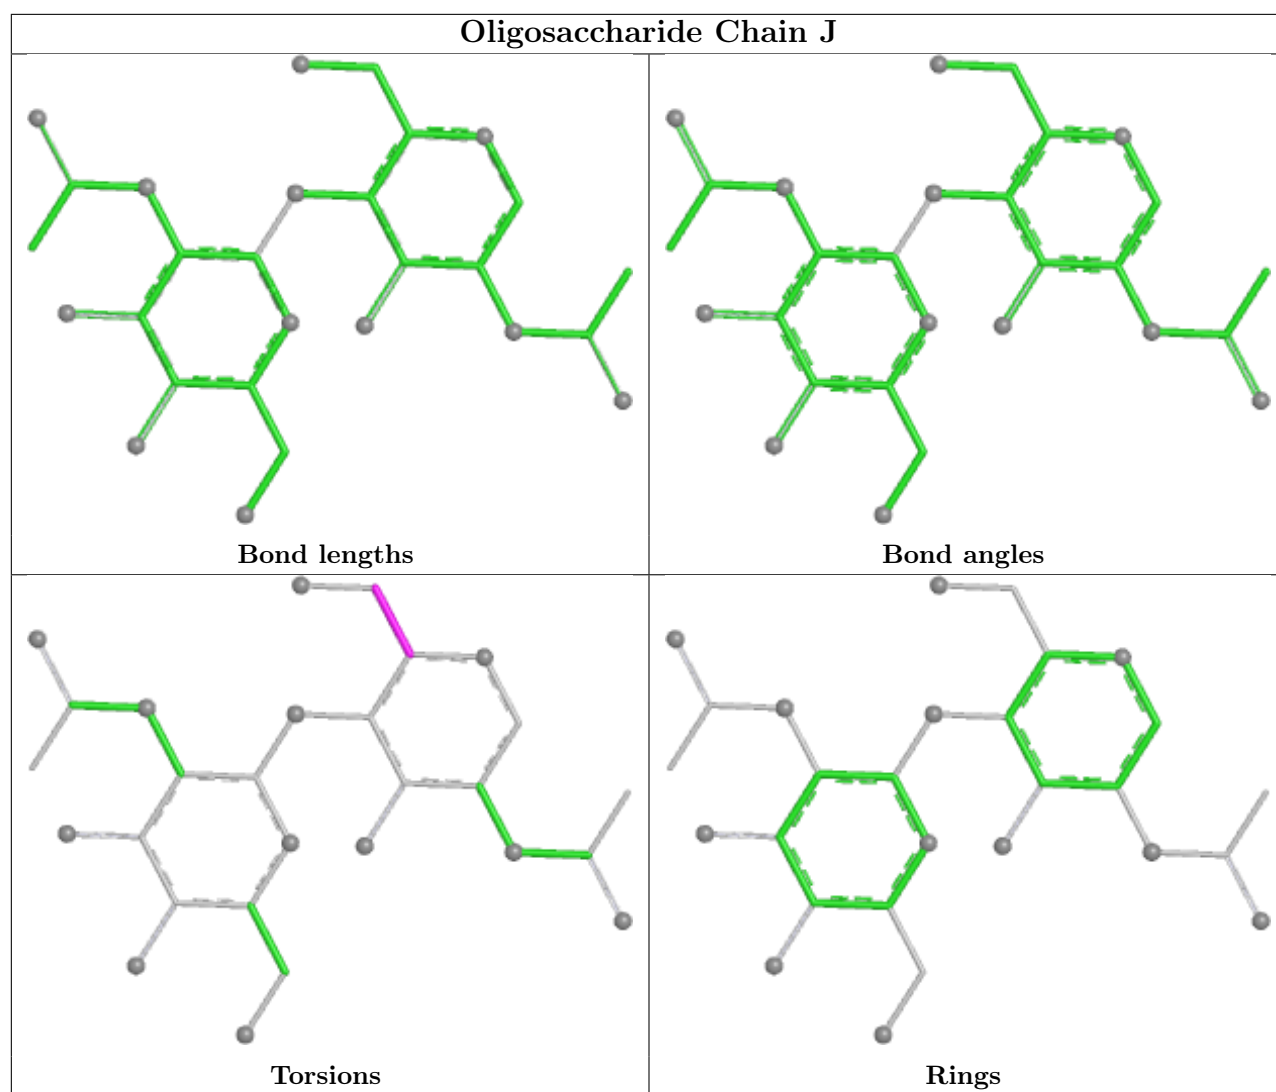 Oligosaccharide Chain J
Bond lengths
Bond angles
Torsions
Rings